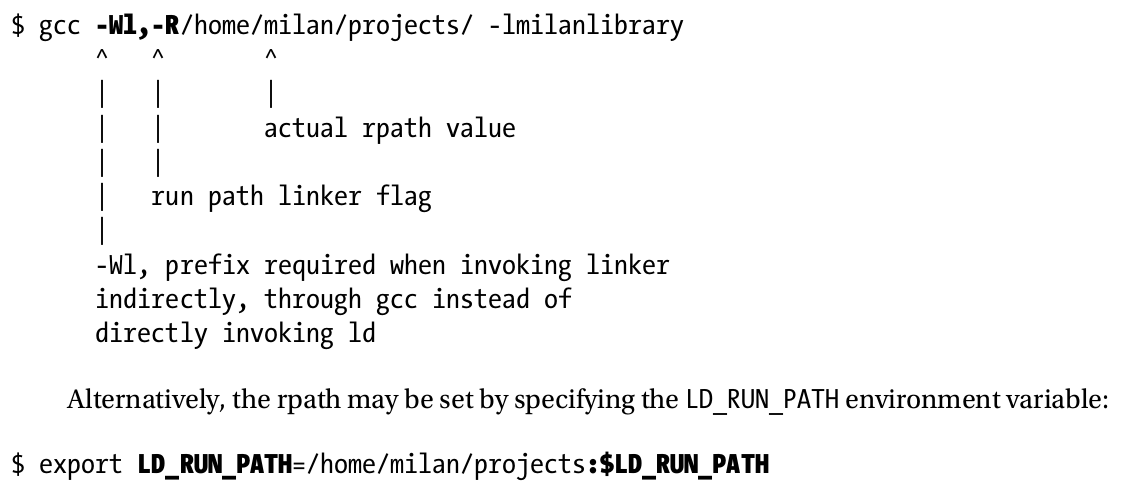 $ gcc -Wl,-R/home/milan/projects/ -lmilanlibrary
^ ^ ^
| | |
| | actual rpath value
| |
| run path linker flag
|
-Wl, prefix required when invoking linker
indirectly, through gcc instead of
directly invoking ld
Alternatively, the rpath may be set by specifying the LD_RUN_PATH environment variable:
$ export LD_RUN_PATH=/home/milan/projects:$LD_RUN_PATH